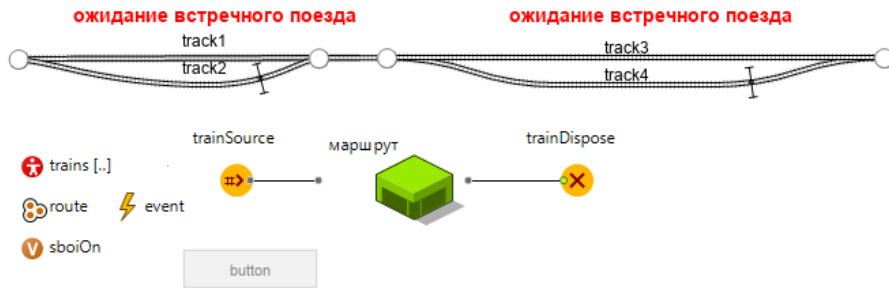 ожидание встречного поезда ожидание встречного поезда
track1 track3
track2 track4
trainSource маршрут trainDispose
trains [..]
route event
V sboiOn
button